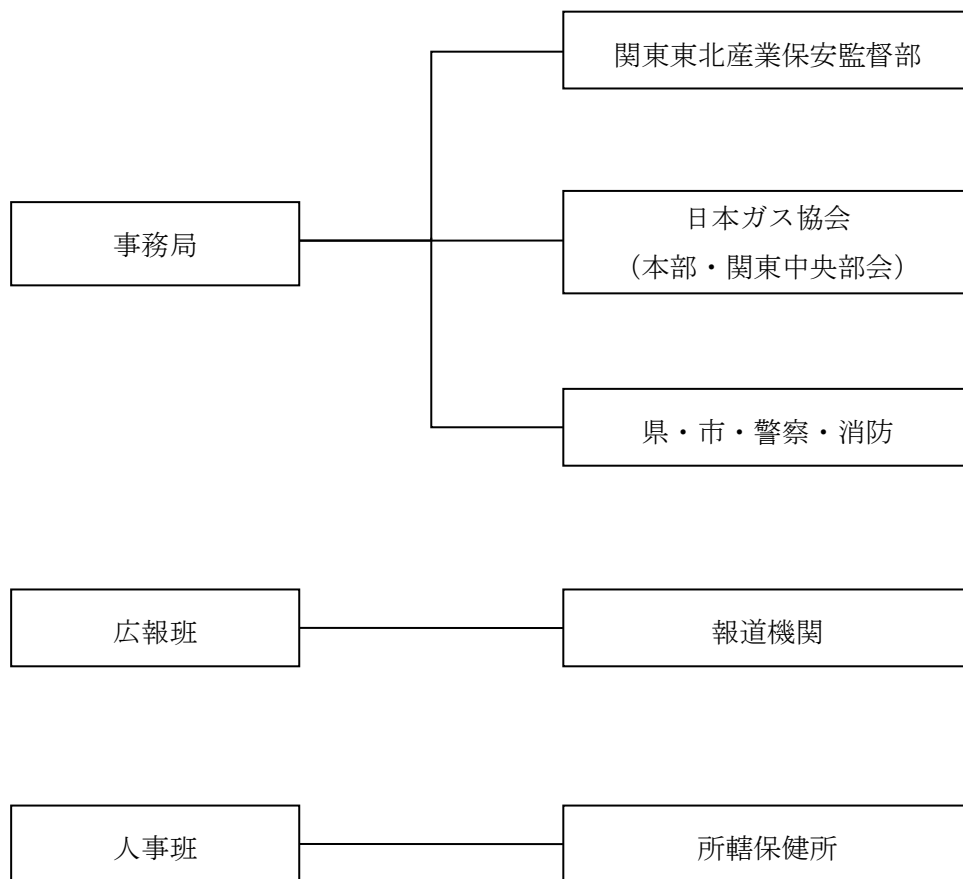 関東東北産業保安監督部
事務局
日本ガス協会
（本部・関東中央部会）
県・市・警察・消防
広報班
報道機関
人事班
所轄保健所